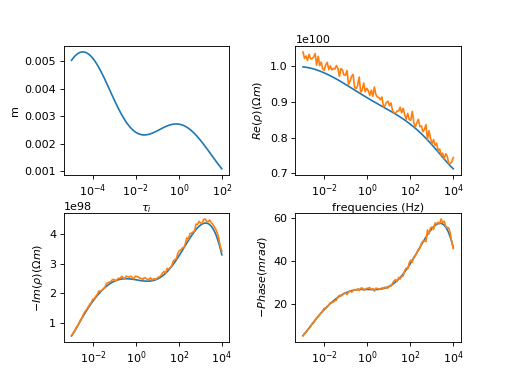 m
0.005
0.004
0.003
0.002
0.001
10⁻⁴ 10⁻² 10⁰ 10²
τᵢ
1e100
Re(ρ)(Ωm)
1.0
0.9
0.8
0.7
10⁻² 10⁰ 10² 10⁴
frequencies (Hz)
1e98
−Im(ρ)(Ωm)
4
3
2
1
10⁻² 10⁰ 10² 10⁴
−Phase(mrad)
60
40
20
10⁻² 10⁰ 10² 10⁴